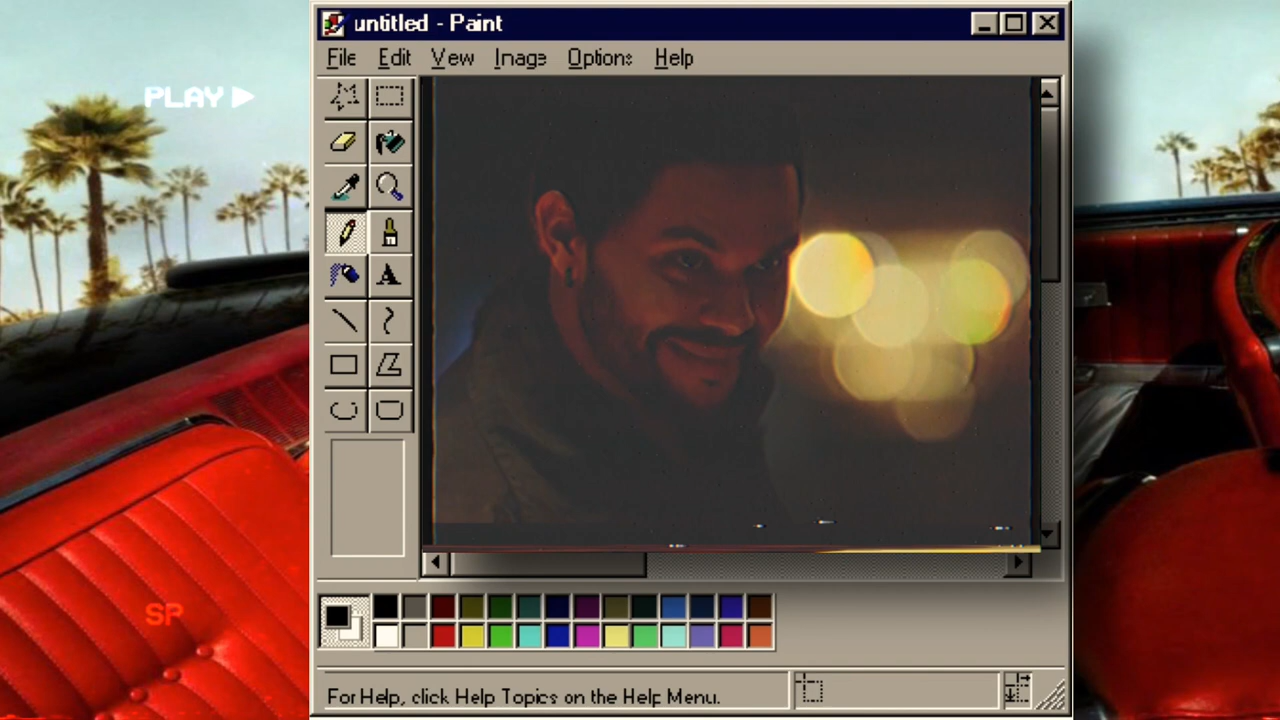 untitled - Paint
File Edit View Image Options Help
PLAY
A
SP
For Help, click Help Topics on the Help Menu.